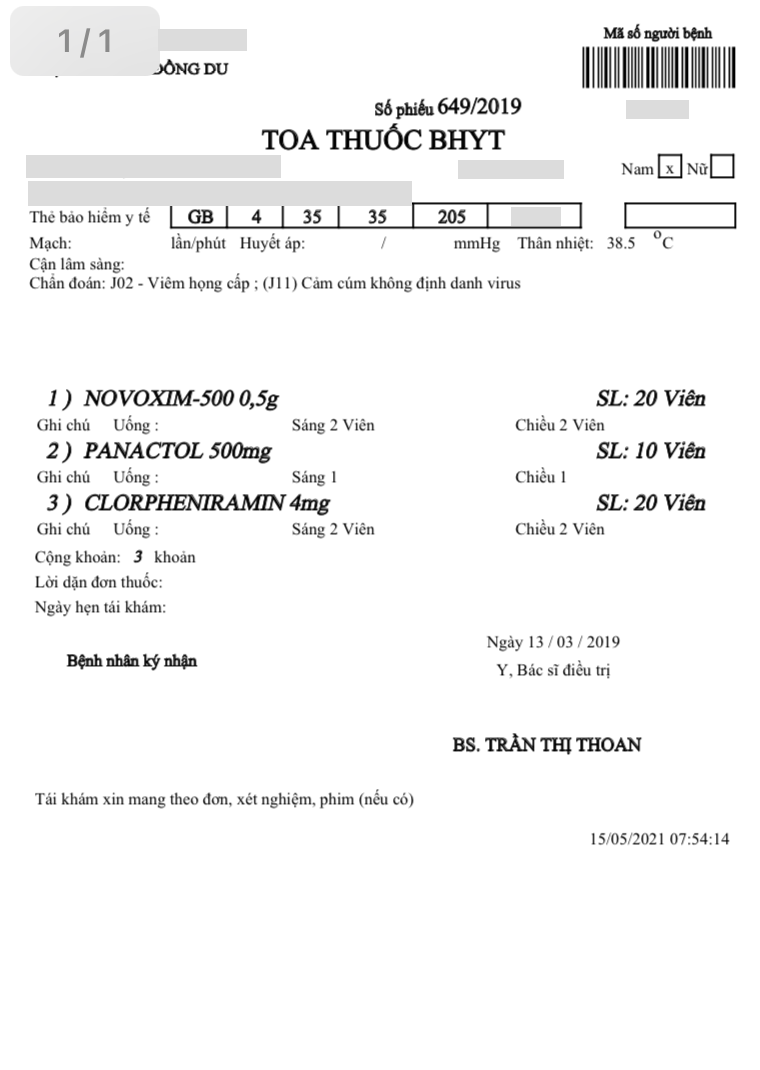 1/1
Mã số người bệnh
ĐÔNG DU
Số phiếu 649/2019
TOA THUỐC BHYT
Nam x Nữ
Thẻ bảo hiểm y tế GB 4 35 35 205
Mạch: lần/phút Huyết áp: / mmHg Thân nhiệt: 38.5 °C
Cận lâm sàng:
Chẩn đoán: J02 - Viêm họng cấp ; (J11) Cảm cúm không định danh virus
1 ) NOVOXIM-500 0,5g SL: 20 Viên
Ghi chú Uống : Sáng 2 Viên Chiều 2 Viên
2 ) PANACTOL 500mg SL: 10 Viên
Ghi chú Uống : Sáng 1 Chiều 1
3 ) CLORPHENIRAMIN 4mg SL: 20 Viên
Ghi chú Uống : Sáng 2 Viên Chiều 2 Viên
Cộng khoản: 3 khoản
Lời dặn đơn thuốc:
Ngày hẹn tái khám:
Ngày 13 / 03 / 2019
Bệnh nhân ký nhận
Y, Bác sĩ điều trị
BS. TRẦN THỊ THOAN
Tái khám xin mang theo đơn, xét nghiệm, phim (nếu có)
15/05/2021 07:54:14